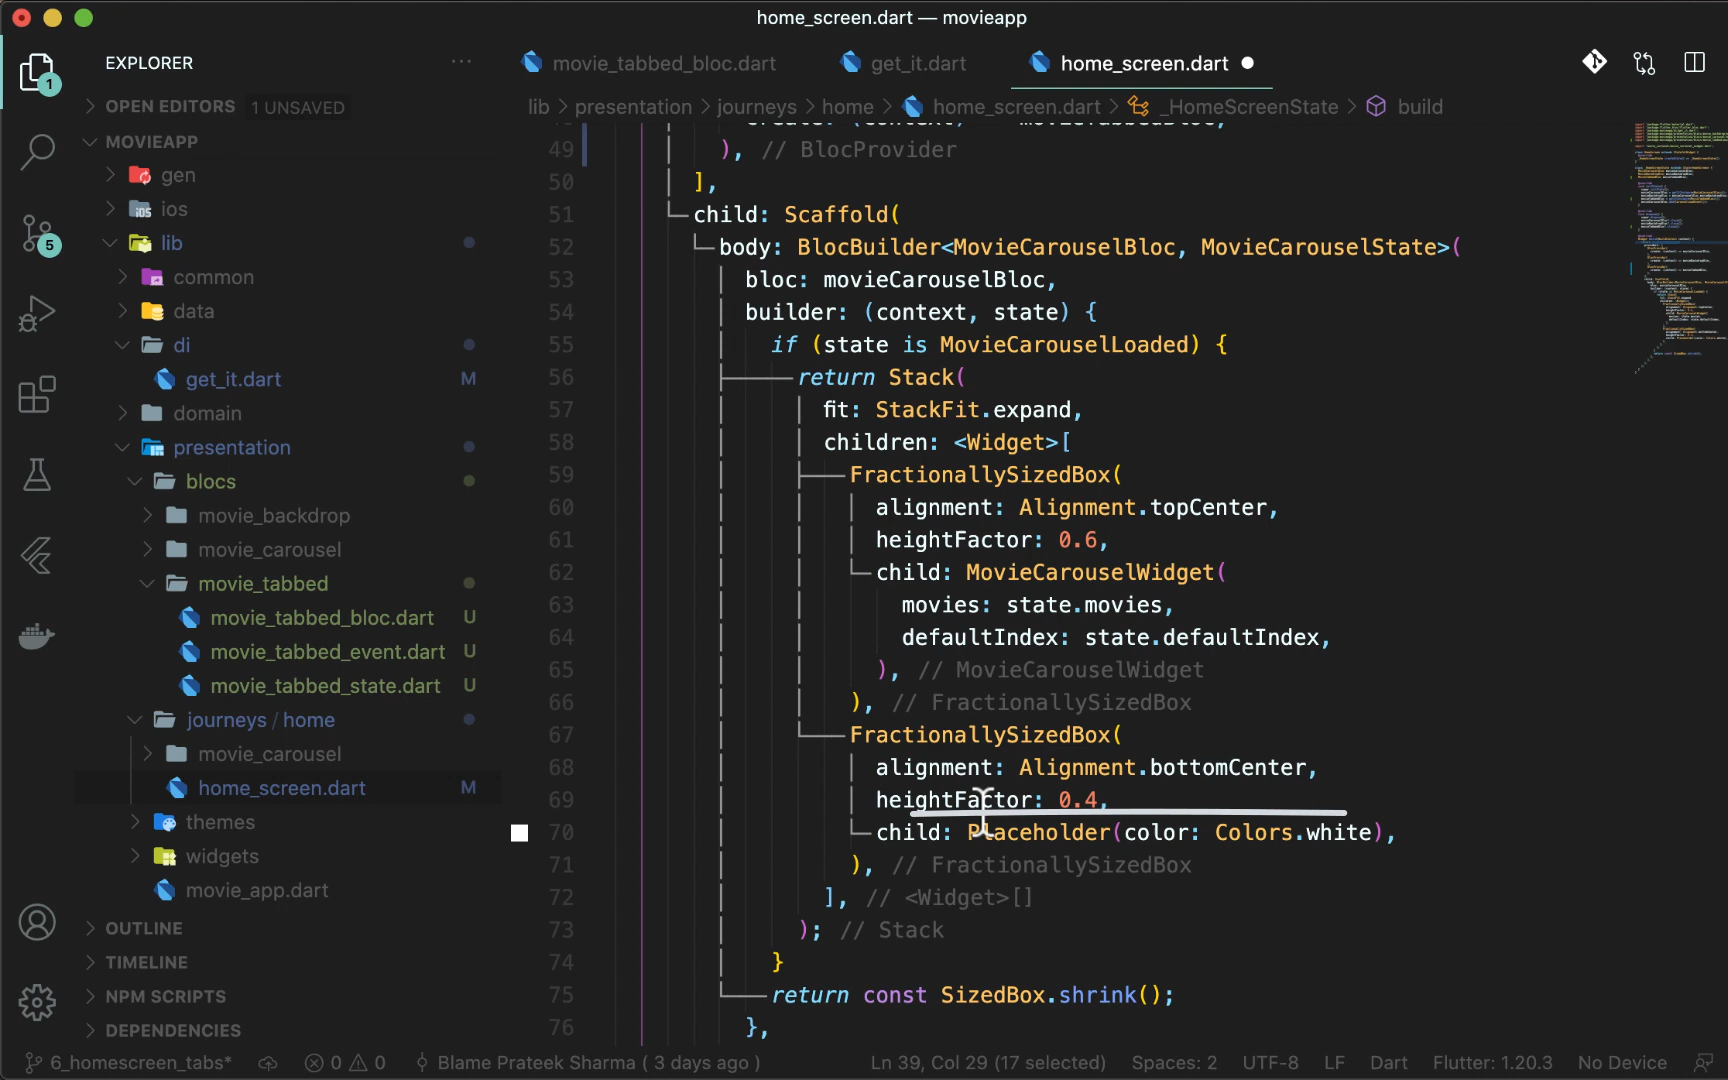 home_screen.dart — movieapp
EXPLORER
movie_tabbed_bloc.dart
get_it.dart
home_screen.dart
1
OPEN EDITORS 1 UNSAVED
lib > presentation > journeys > home > home_screen.dart > _HomeScreenState > build
MOVIEAPP
gen
ios
lib
common
data
di
get_it.dart M
domain
presentation
blocs
movie_backdrop
movie_carousel
movie_tabbed
movie_tabbed_bloc.dart U
movie_tabbed_event.dart U
movie_tabbed_state.dart U
journeys / home
movie_carousel
home_screen.dart M
themes
widgets
movie_app.dart
OUTLINE
TIMELINE
NPM SCRIPTS
DEPENDENCIES
5
49 ), // BlocProvider
50 ],
51 child: Scaffold(
52 body: BlocBuilder<MovieCarouselBloc, MovieCarouselState>(
53 bloc: movieCarouselBloc,
54 builder: (context, state) {
55 if (state is MovieCarouselLoaded) {
56 return Stack(
57 fit: StackFit.expand,
58 children: <Widget>[
59 FractionallySizedBox(
60 alignment: Alignment.topCenter,
61 heightFactor: 0.6,
62 child: MovieCarouselWidget(
63 movies: state.movies,
64 defaultIndex: state.defaultIndex,
65 ), // MovieCarouselWidget
66 ), // FractionallySizedBox
67 FractionallySizedBox(
68 alignment: Alignment.bottomCenter,
69 heightFactor: 0.4,
70 child: Placeholder(color: Colors.white),
71 ), // FractionallySizedBox
72 ], // <Widget>[]
73 ); // Stack
74 }
75 return const SizedBox.shrink();
76 },
6_homescreen_tabs* 0 0 Blame Prateek Sharma ( 3 days ago ) Ln 39, Col 29 (17 selected) Spaces: 2 UTF-8 LF Dart Flutter: 1.20.3 No Device